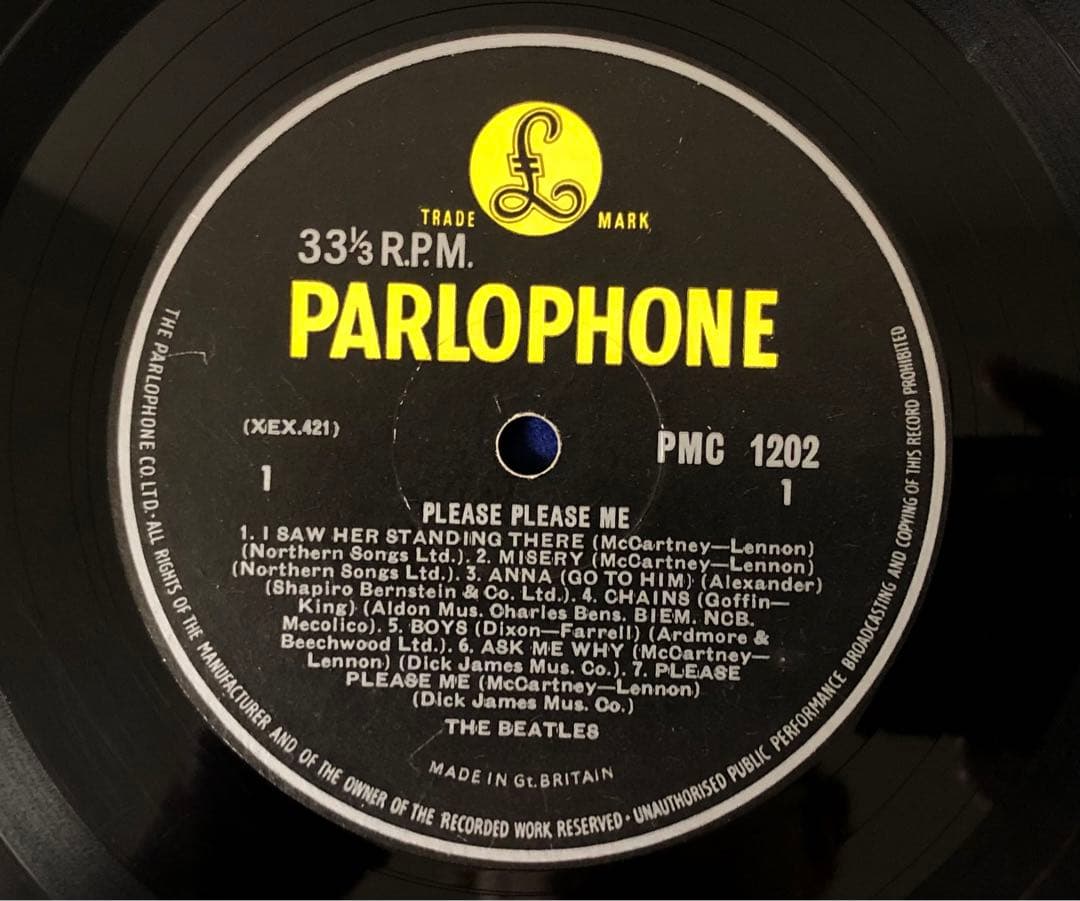 £
TRADE MARK
33⅓ R.P.M.
PARLOPHONE
(XEX.421)
PMC 1202
1
1
PLEASE PLEASE ME
1. I SAW HER STANDING THERE (McCartney—Lennon)
(Northern Songs Ltd.). 2. MISERY (McCartney—Lennon)
(Northern Songs Ltd.). 3. ANNA (GO TO HIM) (Alexander)
(Shapiro Bernstein & Co. Ltd.). 4. CHAINS (Goffin—
King) (Aldon Mus. Charles Bens. BIEM. NCB.
Mecolico). 5. BOYS (Dixon—Farrell) (Ardmore &
Beechwood Ltd.). 6. ASK ME WHY (McCartney—
Lennon) (Dick James Mus. Co.). 7. PLEASE
PLEASE ME (McCartney—Lennon)
(Dick James Mus. Co.)
THE BEATLES
MADE IN Gt. BRITAIN
THE PARLOPHONE CO. LTD. · ALL RIGHTS OF THE MANUFACTURER AND OF THE OWNER OF THE RECORDED WORK RESERVED · UNAUTHORISED PUBLIC PERFORMANCE BROADCASTING AND COPYING OF THIS RECORD PROHIBITED